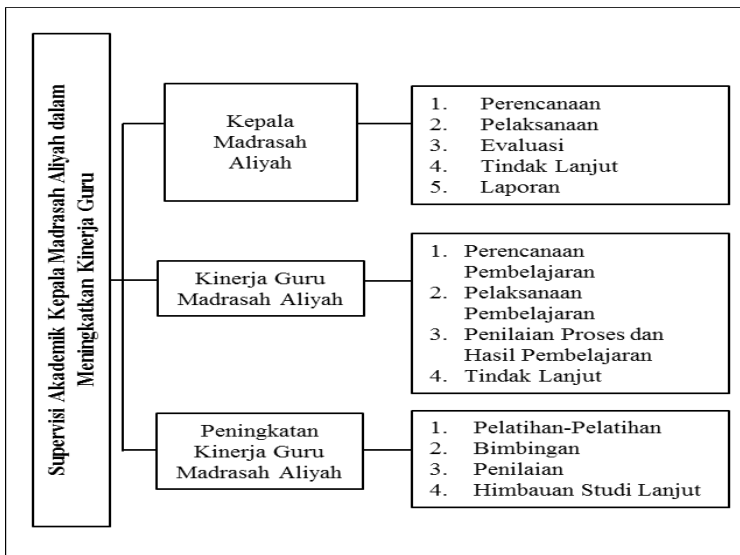 Supervisi Akademik Kepala Madrasah Aliyah dalam
Meningkatkan Kinerja Guru
Kepala
Madrasah
Aliyah
1. Perencanaan
2. Pelaksanaan
3. Evaluasi
4. Tindak Lanjut
5. Laporan
Kinerja Guru
Madrasah Aliyah
1. Perencanaan
Pembelajaran
2. Pelaksanaan
Pembelajaran
3. Penilaian Proses dan
Hasil Pembelajaran
4. Tindak Lanjut
Peningkatan
Kinerja Guru
Madrasah Aliyah
1. Pelatihan-Pelatihan
2. Bimbingan
3. Penilaian
4. Himbauan Studi Lanjut